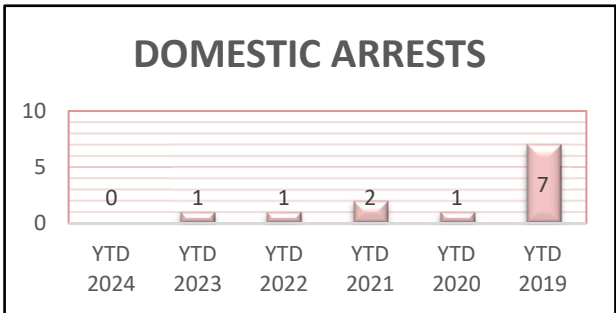 DOMESTIC ARRESTS
10
5
0
0 1 1 2 1 7
YTD YTD YTD YTD YTD YTD
2024 2023 2022 2021 2020 2019